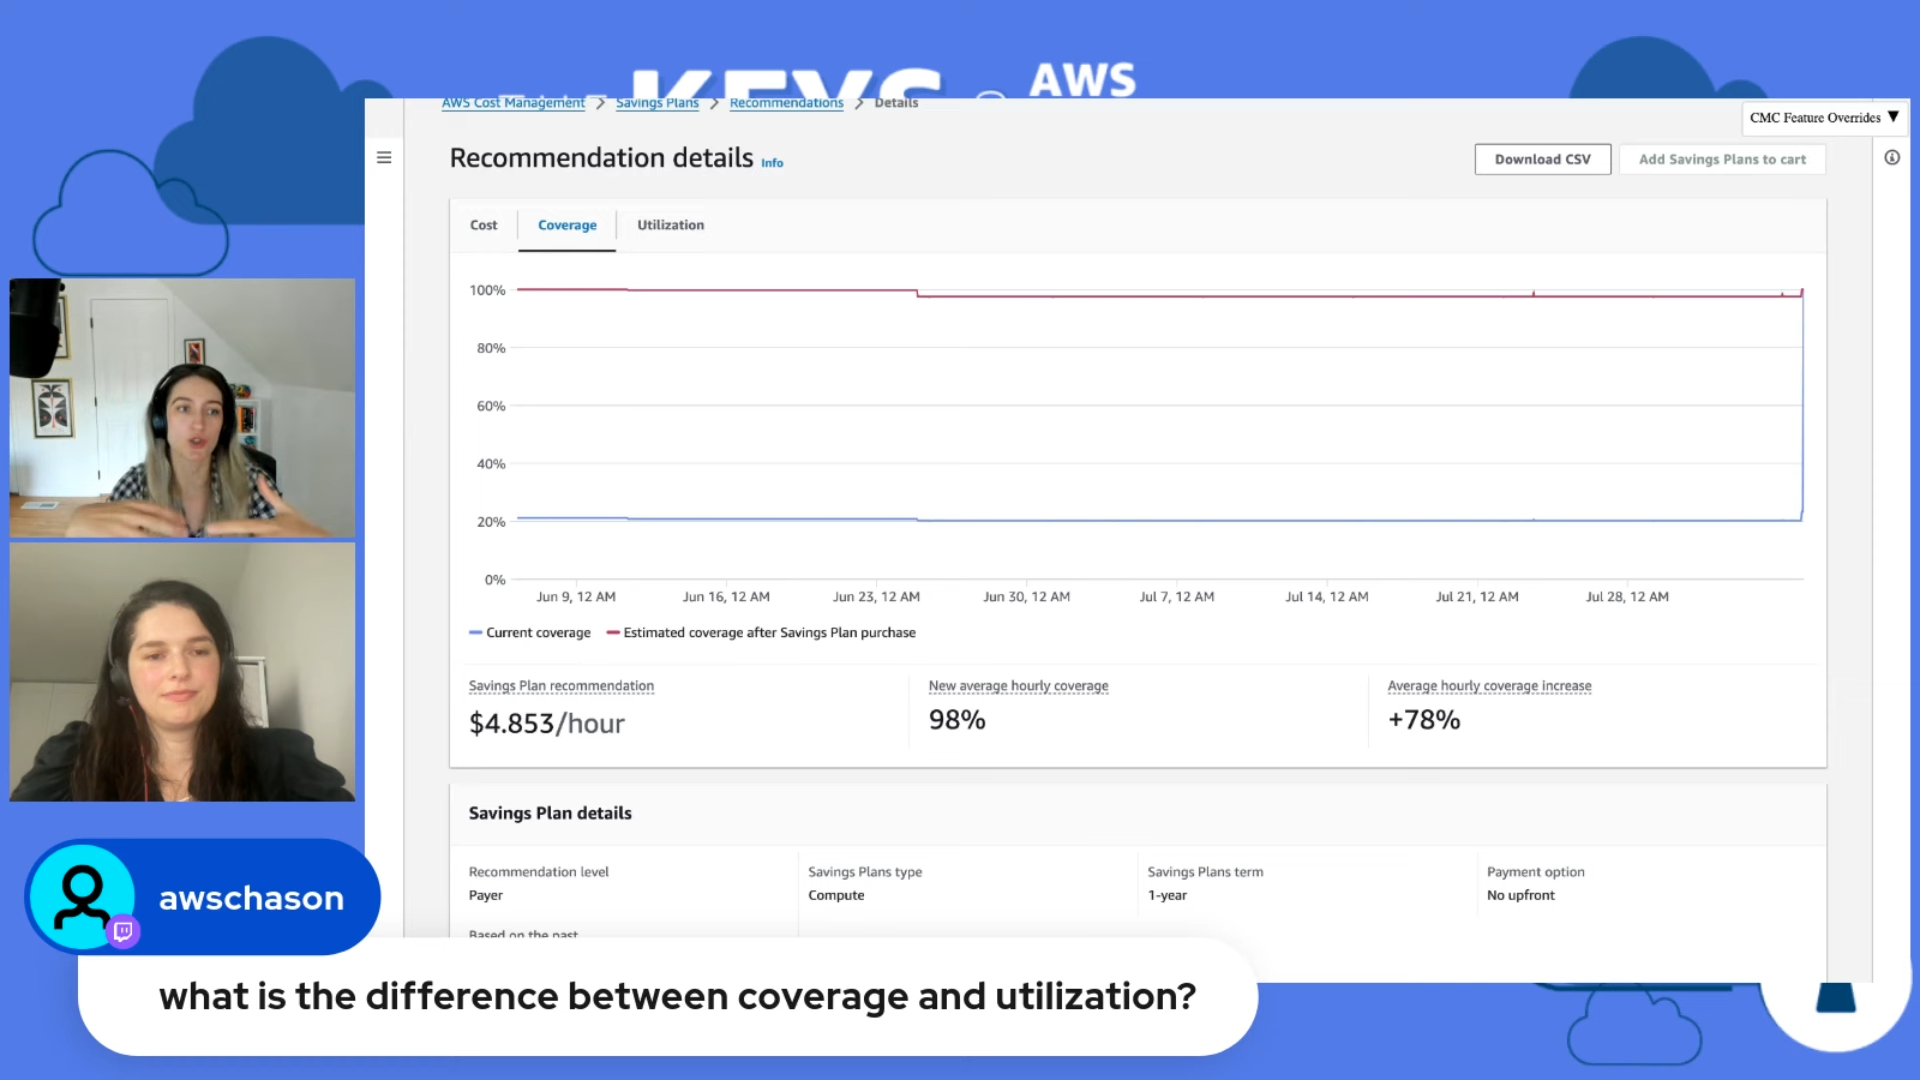 AWS
AWS Cost Management > Savings Plans > Recommendations > Details
CMC Feature Overrides ▼
Recommendation details Info
Download CSV
Add Savings Plans to cart
Cost
Coverage
Utilization
100%
80%
60%
40%
20%
0%
Jun 9, 12 AM
Jun 16, 12 AM
Jun 23, 12 AM
Jun 30, 12 AM
Jul 7, 12 AM
Jul 14, 12 AM
Jul 21, 12 AM
Jul 28, 12 AM
Current coverage
Estimated coverage after Savings Plan purchase
Savings Plan recommendation
$4.853/hour
New average hourly coverage
98%
Average hourly coverage increase
+78%
Savings Plan details
Recommendation level
Payer
Savings Plans type
Compute
Savings Plans term
1-year
Payment option
No upfront
Based on the past
awschason
what is the difference between coverage and utilization?